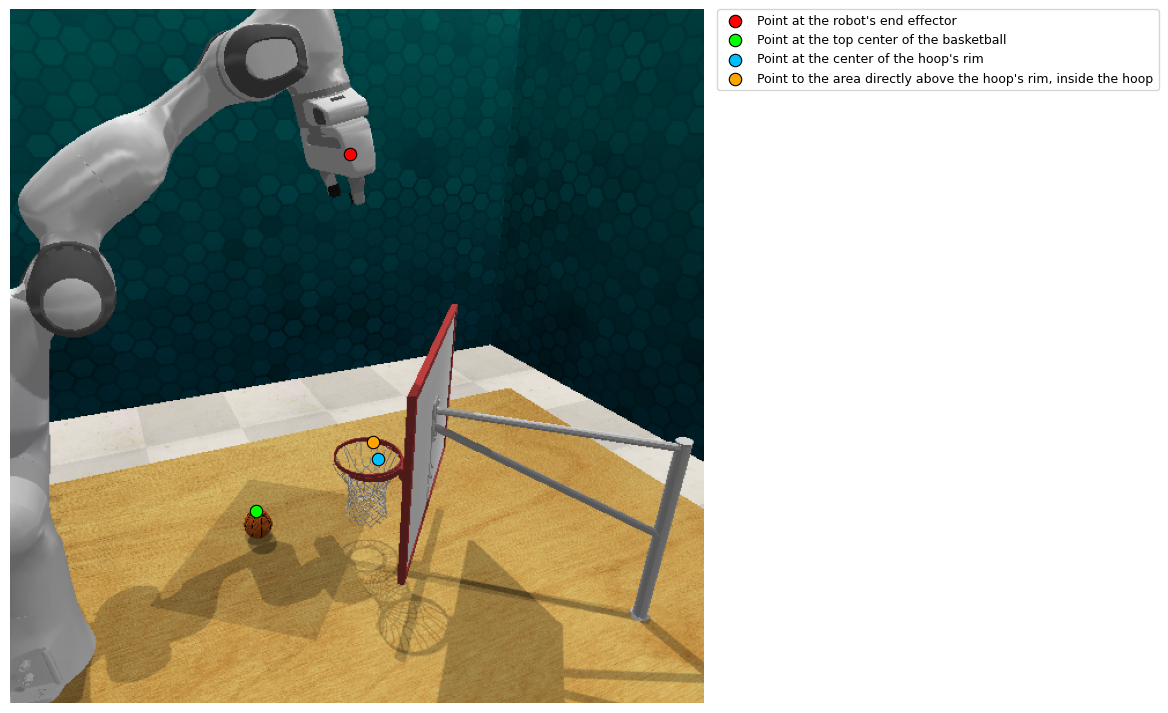 Point at the robot's end effector
Point at the top center of the basketball
Point at the center of the hoop's rim
Point to the area directly above the hoop's rim, inside the hoop